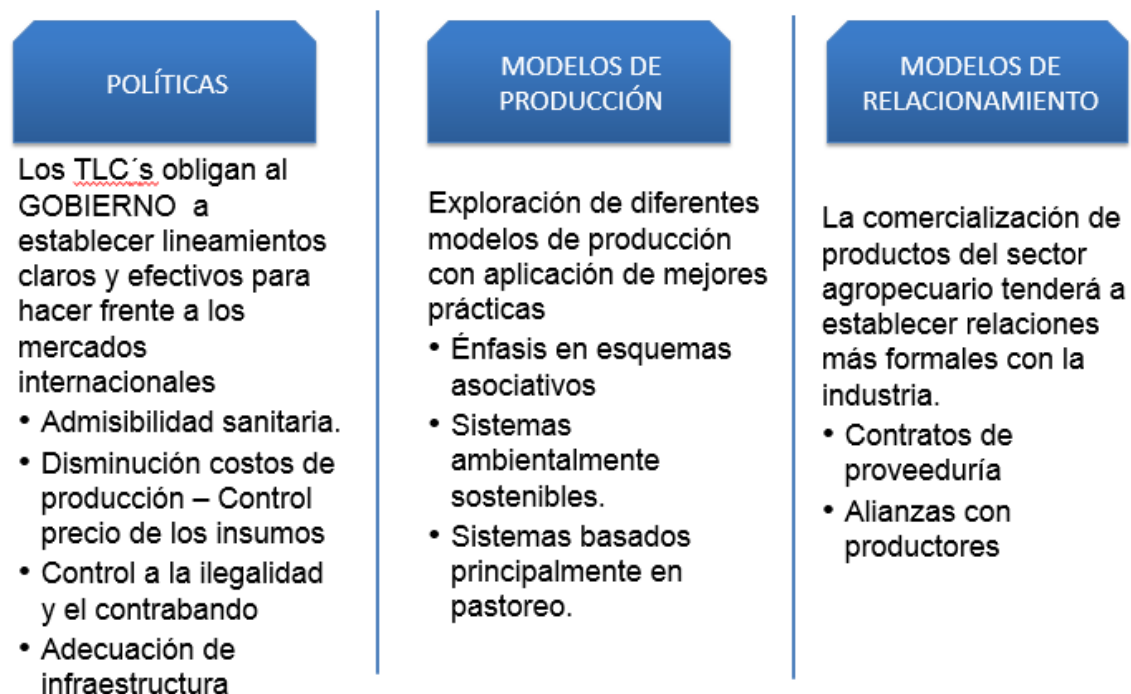 POLÍTICAS
Los TLC´s obligan al
GOBIERNO  a
establecer lineamientos
claros y efectivos para
hacer frente a los
mercados
internacionales
• Admisibilidad sanitaria.
• Disminución costos de
producción – Control
precio de los insumos
• Control a la ilegalidad
y el contrabando
• Adecuación de
infraestructura
MODELOS DE
PRODUCCIÓN
Exploración de diferentes
modelos de producción
con aplicación de mejores
prácticas
• Énfasis en esquemas
asociativos
• Sistemas
ambientalmente
sostenibles.
• Sistemas basados
principalmente en
pastoreo.
MODELOS DE
RELACIONAMIENTO
La comercialización de
productos del sector
agropecuario tenderá a
establecer relaciones
más formales con la
industria.
• Contratos de
proveeduría
• Alianzas con
productores